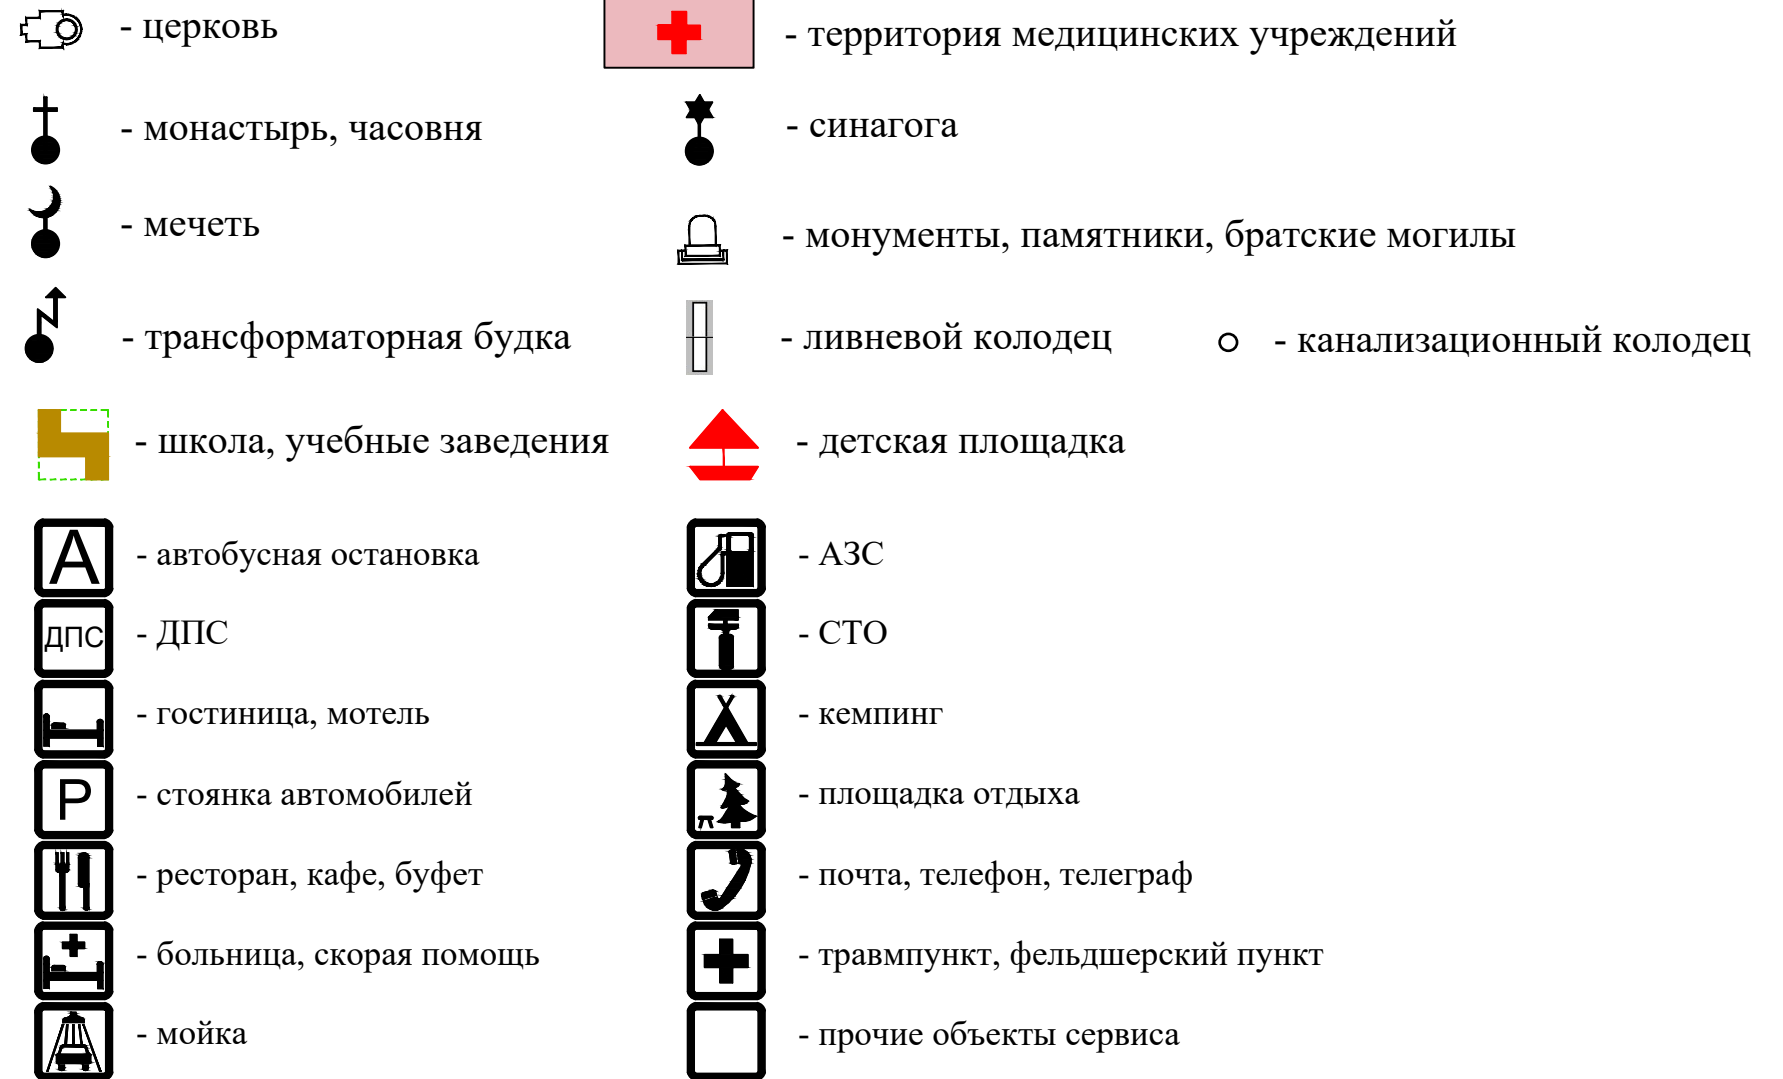 - церковь
- территория медицинских учреждений
- монастырь, часовня
- синагога
- мечеть
- монументы, памятники, братские могилы
- трансформаторная будка
- ливневой колодец
- канализационный колодец
- школа, учебные заведения
- детская площадка
А
- автобусная остановка
- АЗС
ДПС
- ДПС
- СТО
- гостиница, мотель
- кемпинг
Р
- стоянка автомобилей
- площадка отдыха
- ресторан, кафе, буфет
- почта, телефон, телеграф
- больница, скорая помощь
- травмпункт, фельдшерский пункт
- мойка
- прочие объекты сервиса